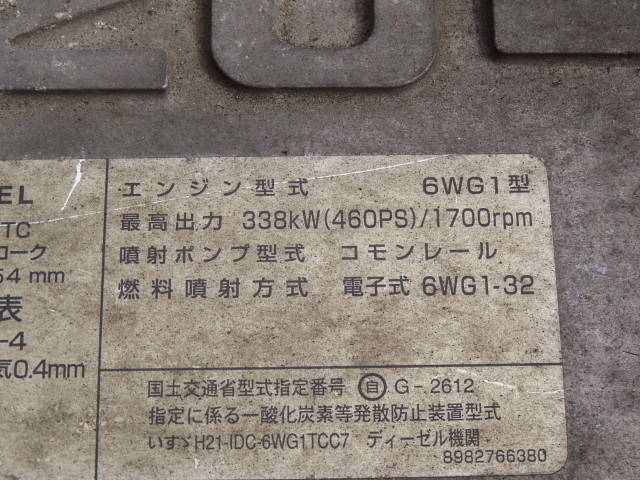 EL
エンジン型式 6WG1型
TC
最高出力 338kW(460PS)/1700rpm
ローク
噴射ポンプ型式 コモンレール
54 mm
燃料噴射方式 電子式 6WG1-32
表
-4
気0.4mm
国土交通省型式指定番号 自 G-2612
指定に係る一酸化炭素等発散防止装置型式
いすゞH21-IDC-6WG1TCC7 ディーゼル機関
8982766380